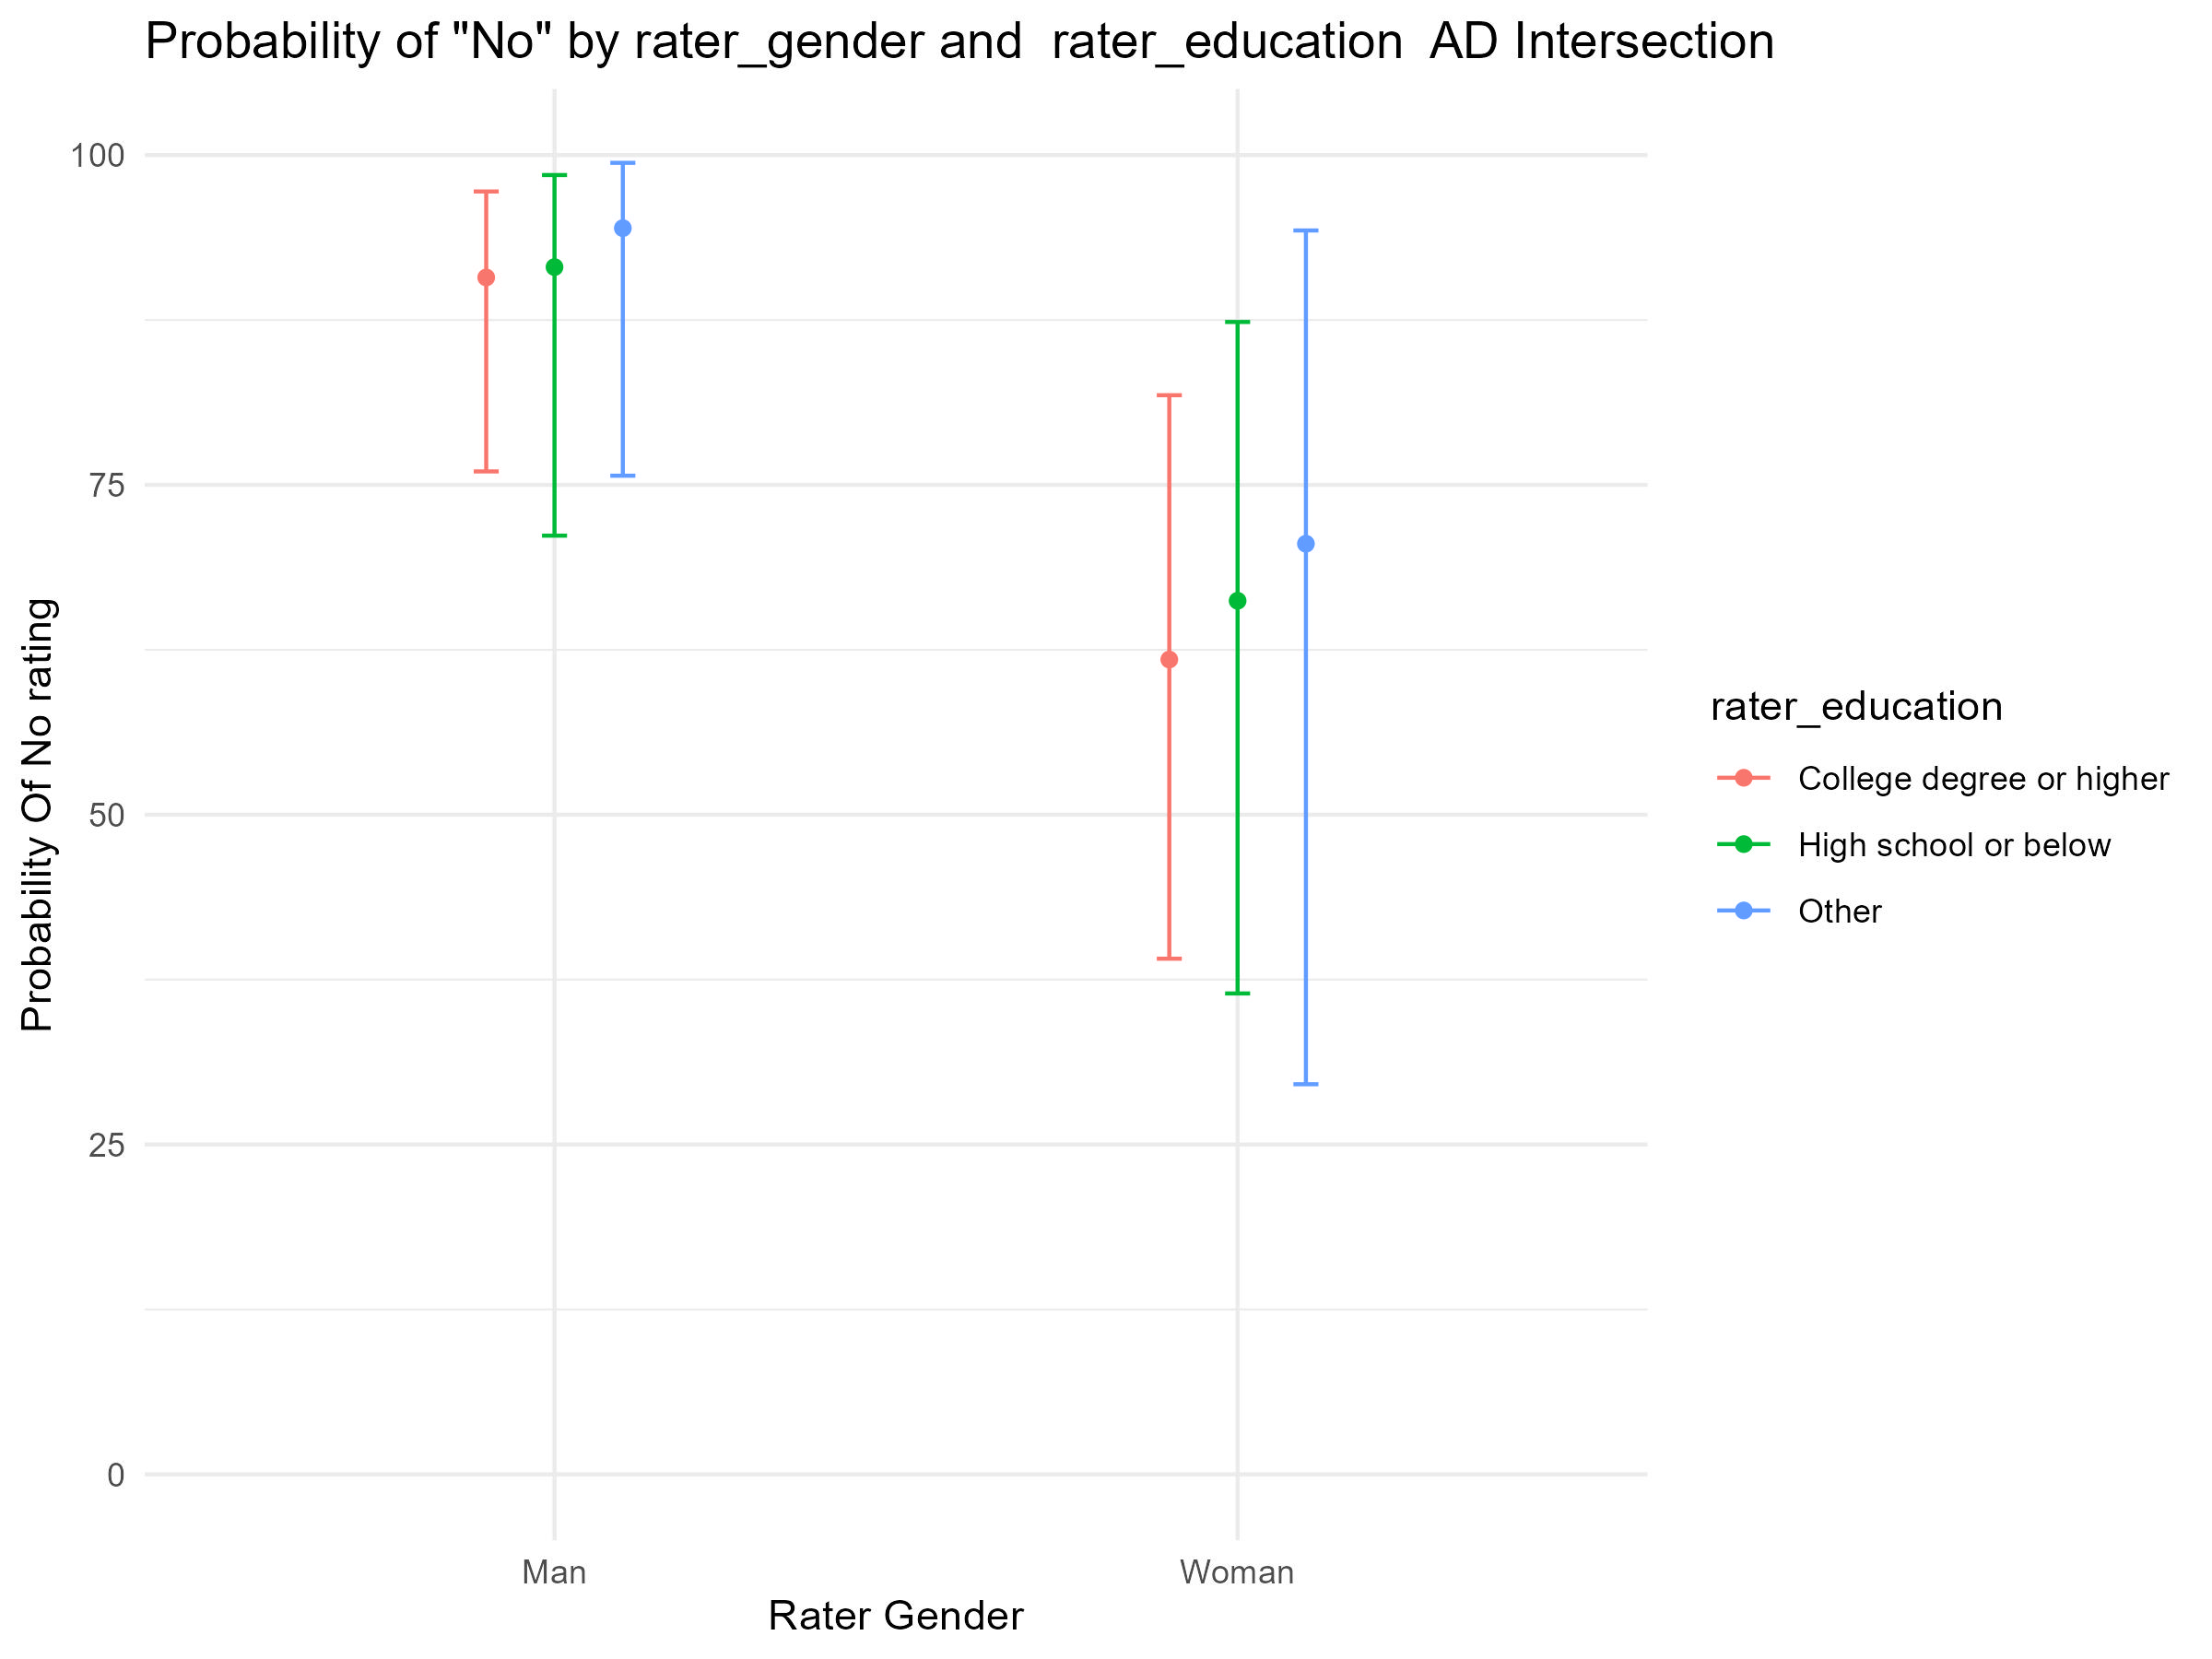 Probability of "No" by rater_gender and  rater_education  AD Intersection
100
75
50
25
0
Probability Of No rating
Man
Woman
Rater Gender
rater_education
College degree or higher
High school or below
Other